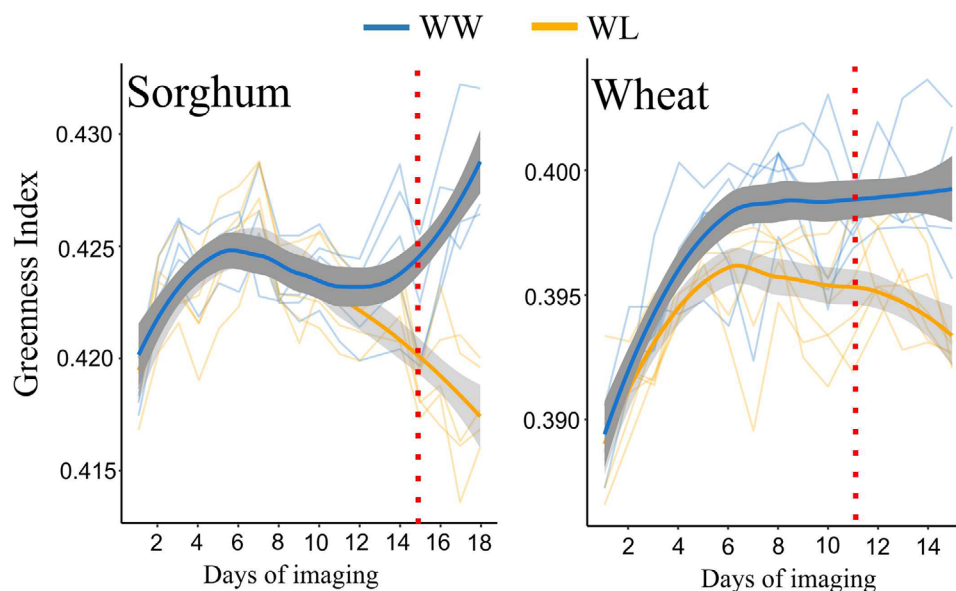 WW WL
Sorghum
Wheat
Greenness Index
0.430
0.425
0.420
0.415
2 4 6 8 10 12 14 16 18
Days of imaging
0.400
0.395
0.390
2 4 6 8 10 12 14
Days of imaging